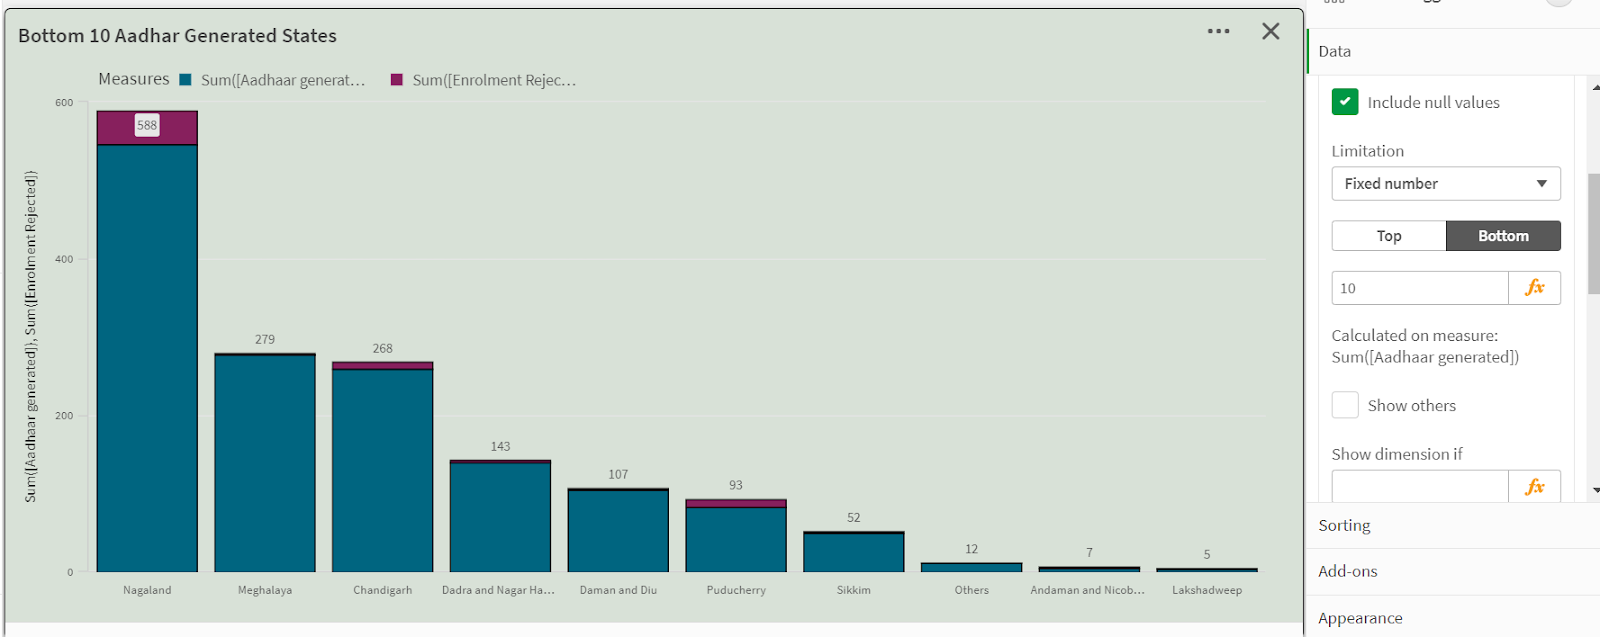 Bottom 10 Aadhar Generated States
Measures Sum([Aadhaar generat... Sum([Enrolment Rejec...
Sum([Aadhaar generated]), Sum([Enrolment Rejected])
600
400
200
0
588
279
268
143
107
93
52
12
7
5
Nagaland
Meghalaya
Chandigarh
Dadra and Nagar Ha...
Daman and Diu
Puducherry
Sikkim
Others
Andaman and Nicob...
Lakshadweep
Data
Include null values
Limitation
Fixed number
Top Bottom
10 fx
Calculated on measure:
Sum([Aadhaar generated])
Show others
Show dimension if
fx
Sorting
Add-ons
Appearance